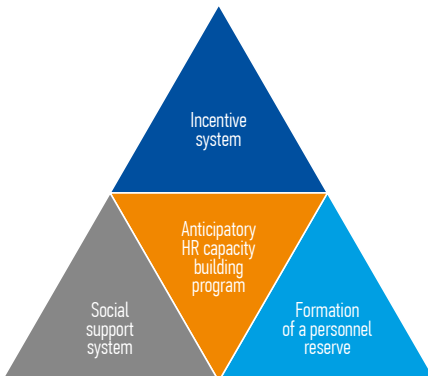 Incentive
system
Anticipatory
HR capacity
building
program
Social
support
system
Formation
of a personnel
reserve